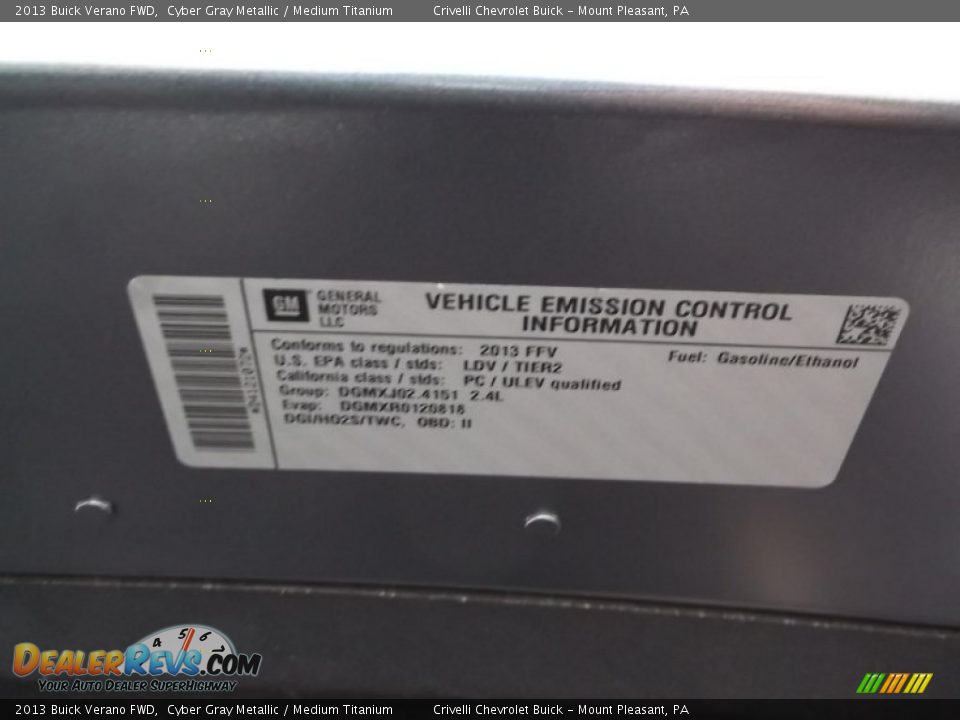 2013 Buick Verano FWD, Cyber Gray Metallic / Medium Titanium Crivelli Chevrolet Buick - Mount Pleasant, PA
GM GENERAL MOTORS LLC
VEHICLE EMISSION CONTROL
INFORMATION
Conforms to regulations: 2013 FFV Fuel: Gasoline/Ethanol
U.S. EPA class / stds: LDV / TIER2
California class / stds: PC / ULEV qualified
Group: DGMXJ02.4151 2.4L
Evap: DGMXR0120818
DGI/HO2S/TWC, OBD: II
4 5 6
DEALERREVS.COM
YOUR AUTO DEALER SUPERHIGHWAY
2013 Buick Verano FWD, Cyber Gray Metallic / Medium Titanium Crivelli Chevrolet Buick - Mount Pleasant, PA